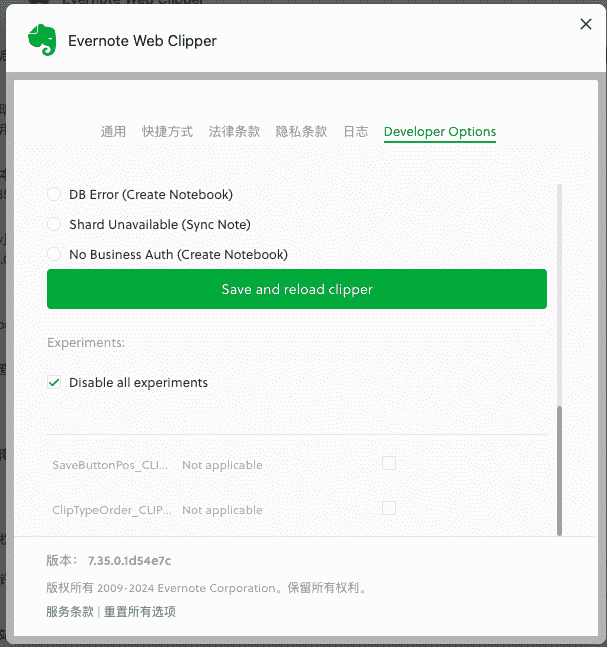 Evernote Web Clipper
通用 快捷方式 法律条款 隐私条款 日志 Developer Options
DB Error (Create Notebook)
Shard Unavailable (Sync Note)
No Business Auth (Create Notebook)
Save and reload clipper
Experiments:
Disable all experiments
SaveButtonPos_CLI... Not applicable
ClipTypeOrder_CLIP... Not applicable
版本： 7.35.0.1d54e7c
版权所有 2009-2024 Evernote Corporation。保留所有权利。
服务条款 | 重置所有选项